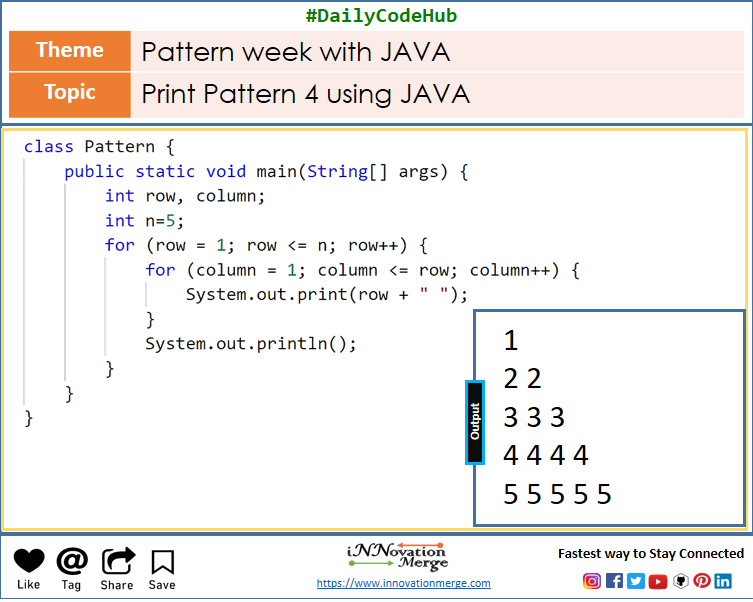 #DailyCodeHub
Theme
Pattern week with JAVA
Topic
Print Pattern 4 using JAVA
class Pattern {
public static void main(String[] args) {
int row, column;
int n=5;
for (row = 1; row <= n; row++) {
for (column = 1; column <= row; column++) {
System.out.print(row + " ");
}
System.out.println();
}
}
}
Output
1
2 2
3 3 3
4 4 4 4
5 5 5 5 5
Like
@
Tag
Share
Save
iNNovation
Merge
https://www.innovationmerge.com
Fastest way to Stay Connected